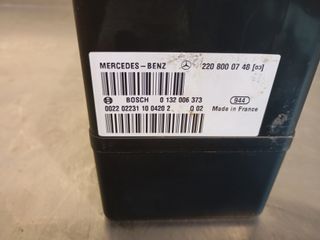 MERCEDES-BENZ 220 800 07 48 [03]
BOSCH 0 132 006 373 944
0022 02231 10 0420 2 0 02 Made in France